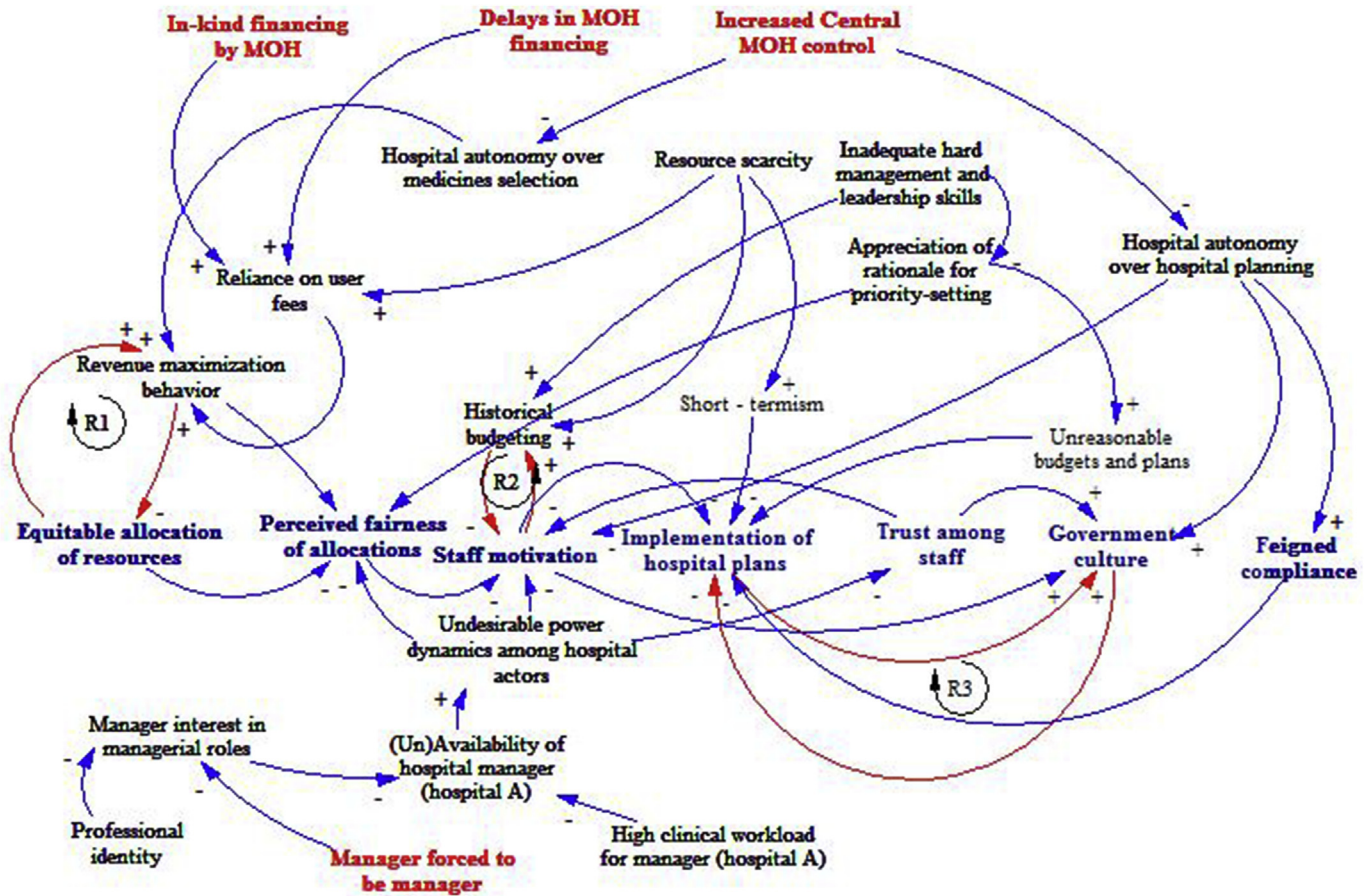 In-kind financing
by MOH
Delays in MOH
financing
Increased Central
MOH control
-
Hospital autonomy over
medicines selection
Resource scarcity
Inadequate hard
management and
leadership skills
-
Hospital autonomy
over hospital planning
+
+
Reliance on user
fees
+
Appreciation of
rationale for
priority-setting
-
+
+
Revenue maximization
behavior
R1
+
-
+
Historical
budgeting
+
+
R2
-
-
+
Short - termism
+
Unreasonable
budgets and plans
Equitable allocation
of resources
Perceived fairness
of allocations
- -
Staff motivation
-
-
-
-
-
Implementation of
hospital plans
- -
Trust among
staff
-
+
Government
culture
+
+
+ +
+
Feigned
compliance
Undesirable power
dynamics among hospital
actors
R3
+
Manager interest in
managerial roles
-
-
(Un)Availability of
hospital manager
(hospital A)
-
-
Professional
identity
Manager forced to
be manager
High clinical workload
for manager (hospital A)